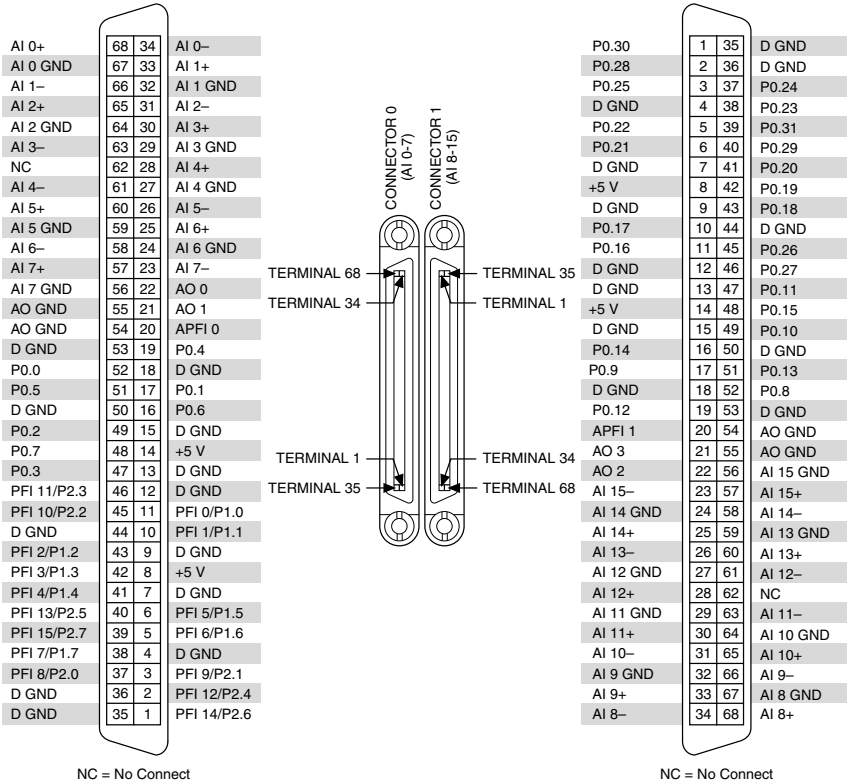 AI 0+ 68 34 AI 0–
AI 0 GND 67 33 AI 1+
AI 1– 66 32 AI 1 GND
AI 2+ 65 31 AI 2–
AI 2 GND 64 30 AI 3+
AI 3– 63 29 AI 3 GND
NC 62 28 AI 4+
AI 4– 61 27 AI 4 GND
AI 5+ 60 26 AI 5–
AI 5 GND 59 25 AI 6+
AI 6– 58 24 AI 6 GND
AI 7+ 57 23 AI 7–
AI 7 GND 56 22 AO 0
AO GND 55 21 AO 1
AO GND 54 20 APFI 0
D GND 53 19 P0.4
P0.0 52 18 D GND
P0.5 51 17 P0.1
D GND 50 16 P0.6
P0.2 49 15 D GND
P0.7 48 14 +5 V
P0.3 47 13 D GND
PFI 11/P2.3 46 12 D GND
PFI 10/P2.2 45 11 PFI 0/P1.0
D GND 44 10 PFI 1/P1.1
PFI 2/P1.2 43 9 D GND
PFI 3/P1.3 42 8 +5 V
PFI 4/P1.4 41 7 D GND
PFI 13/P2.5 40 6 PFI 5/P1.5
PFI 15/P2.7 39 5 PFI 6/P1.6
PFI 7/P1.7 38 4 D GND
PFI 8/P2.0 37 3 PFI 9/P2.1
D GND 36 2 PFI 12/P2.4
D GND 35 1 PFI 14/P2.6
NC = No Connect
CONNECTOR 0
(AI 0-7)
CONNECTOR 1
(AI 8-15)
TERMINAL 68
TERMINAL 35
TERMINAL 34
TERMINAL 1
TERMINAL 1
TERMINAL 34
TERMINAL 35
TERMINAL 68
P0.30 1 35 D GND
P0.28 2 36 D GND
P0.25 3 37 P0.24
D GND 4 38 P0.23
P0.22 5 39 P0.31
P0.21 6 40 P0.29
D GND 7 41 P0.20
+5 V 8 42 P0.19
D GND 9 43 P0.18
P0.17 10 44 D GND
P0.16 11 45 P0.26
D GND 12 46 P0.27
D GND 13 47 P0.11
+5 V 14 48 P0.15
D GND 15 49 P0.10
P0.14 16 50 D GND
P0.9 17 51 P0.13
D GND 18 52 P0.8
P0.12 19 53 D GND
APFI 1 20 54 AO GND
AO 3 21 55 AO GND
AO 2 22 56 AI 15 GND
AI 15– 23 57 AI 15+
AI 14 GND 24 58 AI 14–
AI 14+ 25 59 AI 13 GND
AI 13– 26 60 AI 13+
AI 12 GND 27 61 AI 12–
AI 12+ 28 62 NC
AI 11 GND 29 63 AI 11–
AI 11+ 30 64 AI 10 GND
AI 10– 31 65 AI 10+
AI 9 GND 32 66 AI 9–
AI 9+ 33 67 AI 8 GND
AI 8– 34 68 AI 8+
NC = No Connect